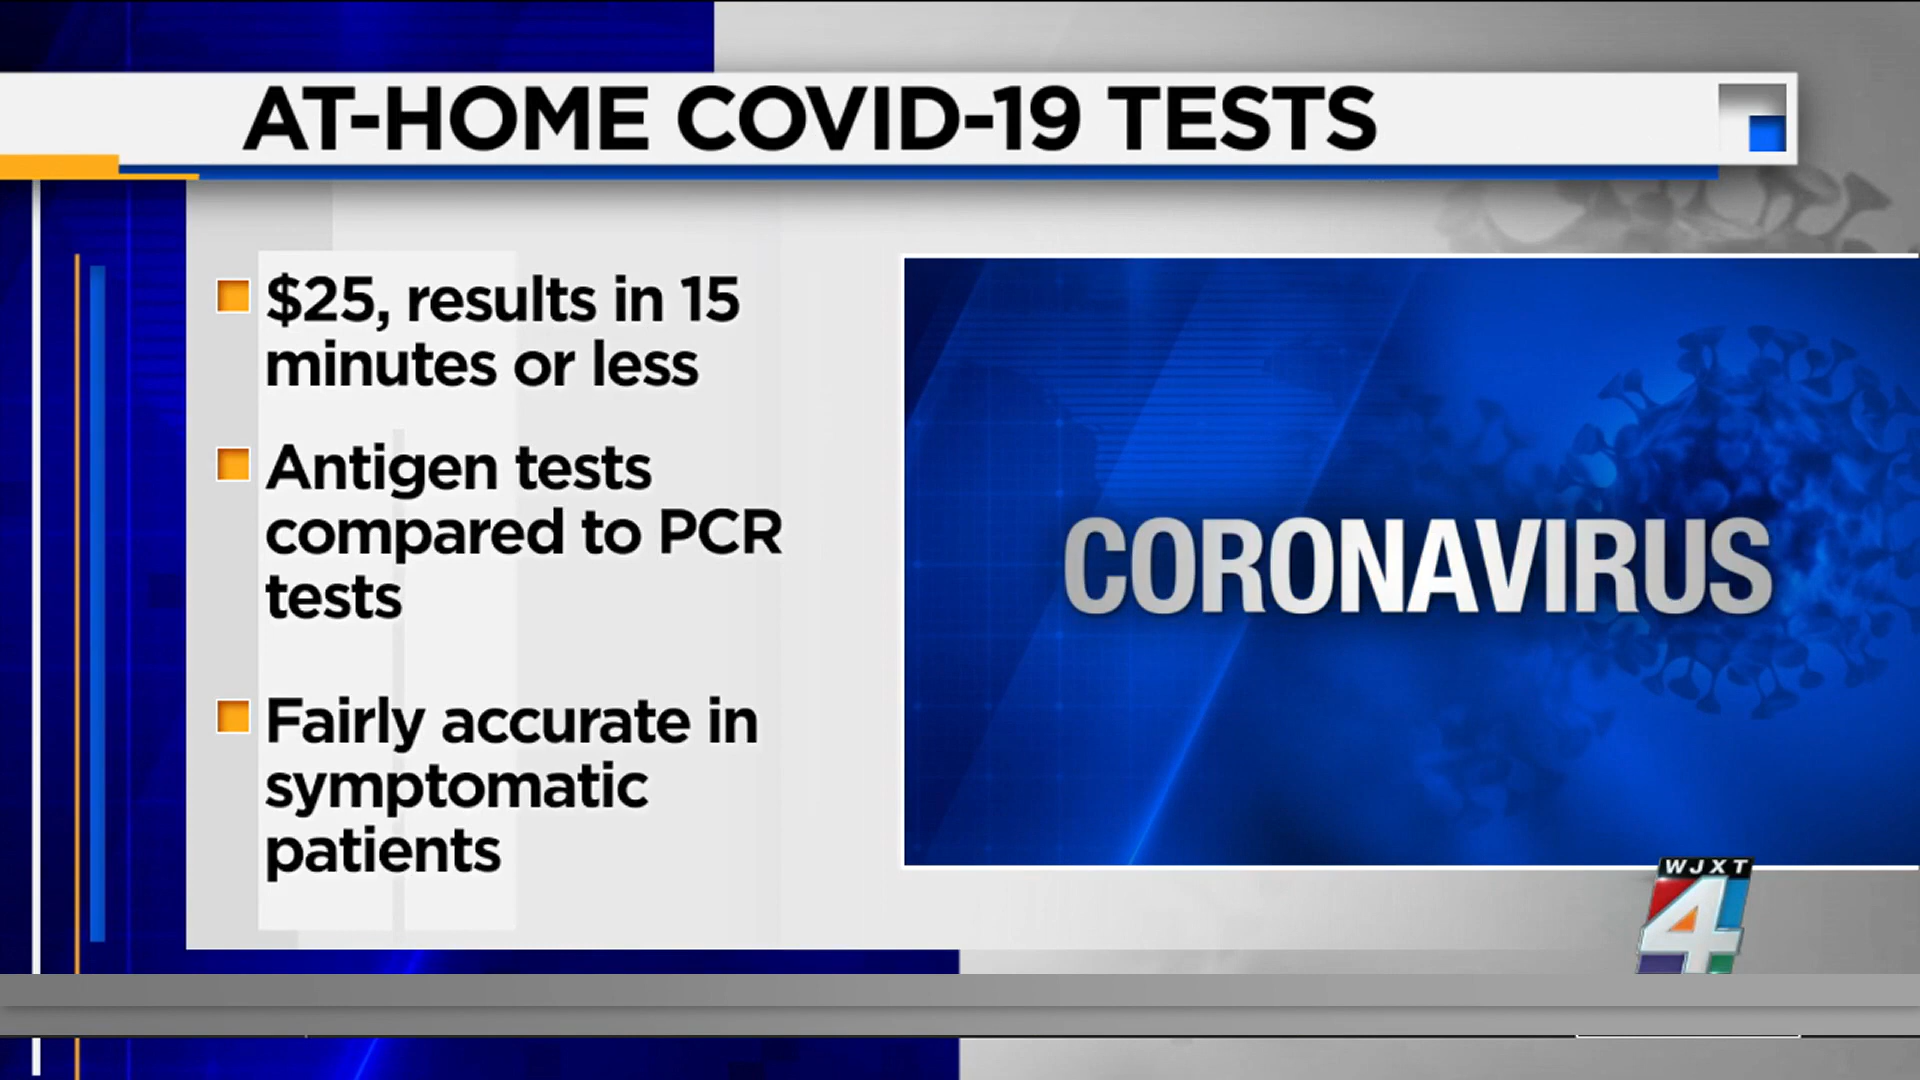 AT-HOME COVID-19 TESTS
$25, results in 15
minutes or less
Antigen tests
compared to PCR
tests
Fairly accurate in
symptomatic
patients
CORONAVIRUS
WJXT
4